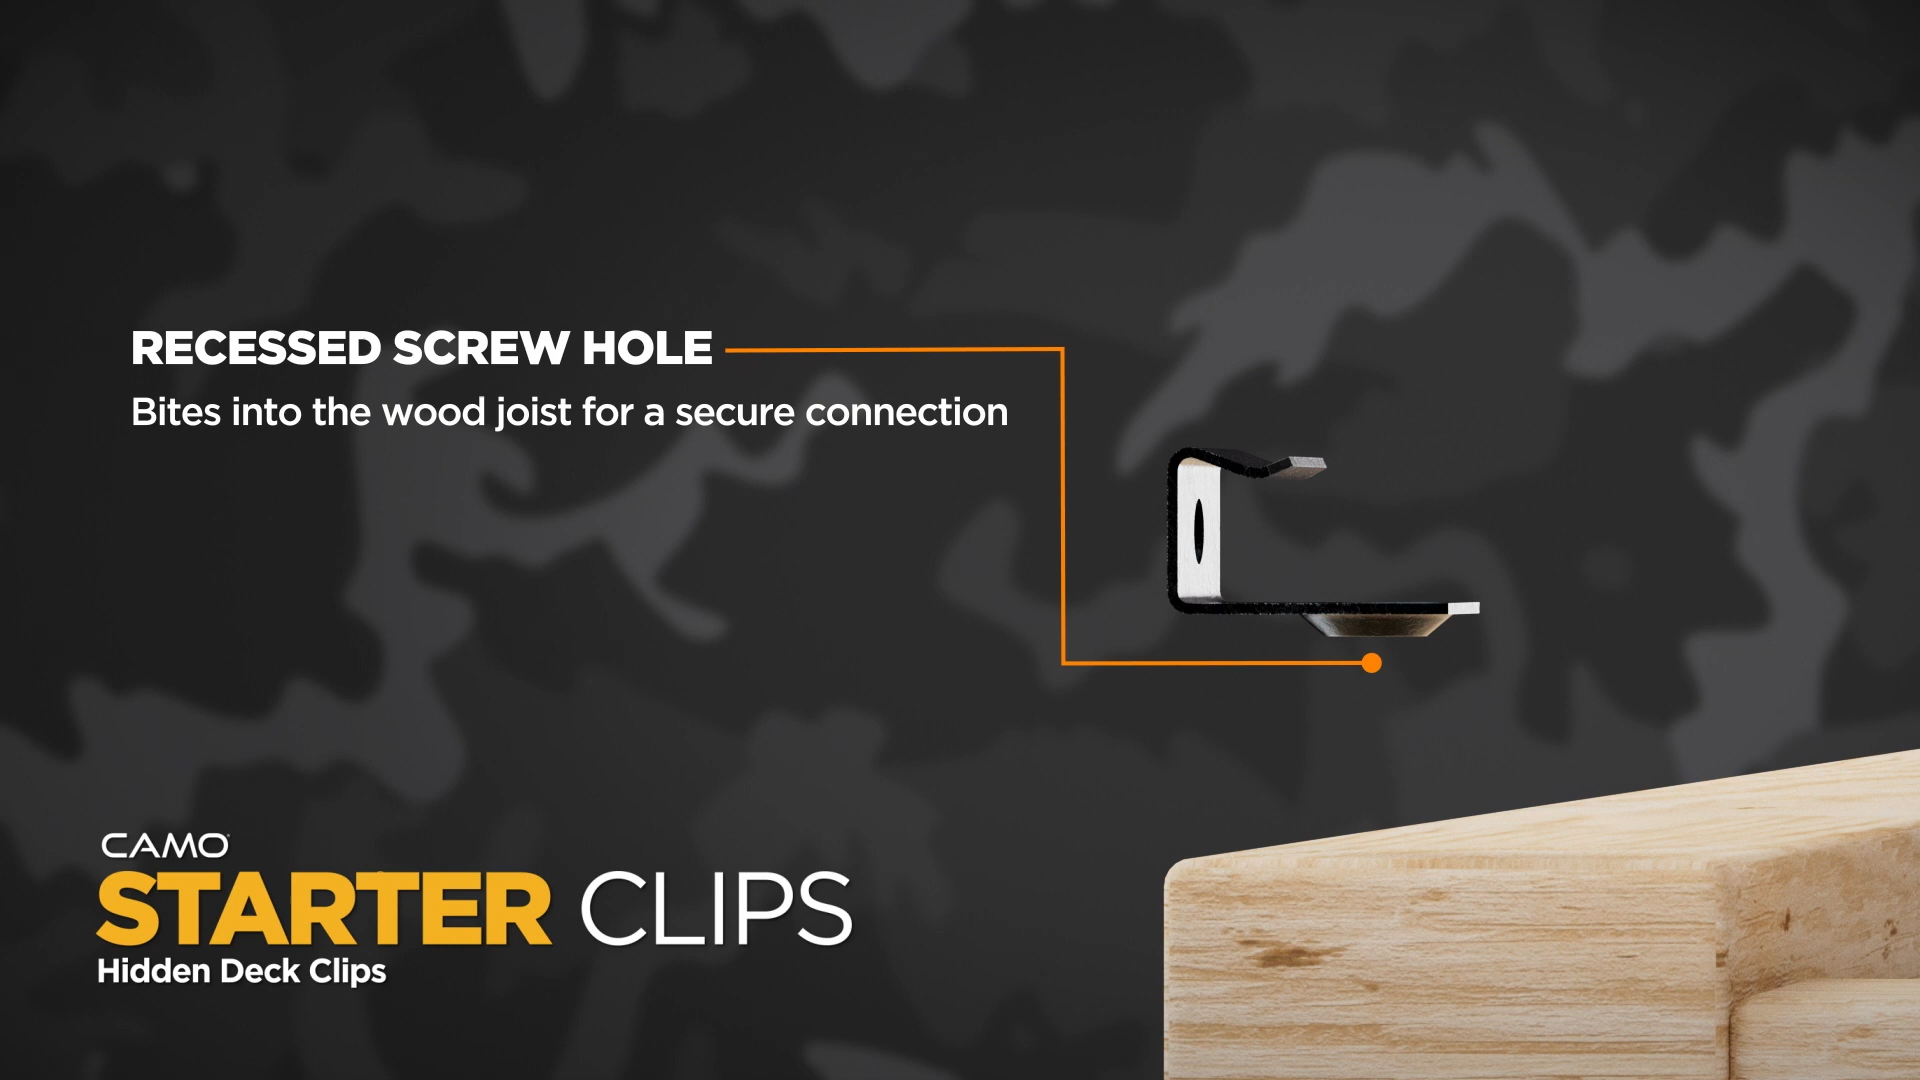 RECESSED SCREW HOLE
Bites into the wood joist for a secure connection
CAMO
STARTER CLIPS
Hidden Deck Clips